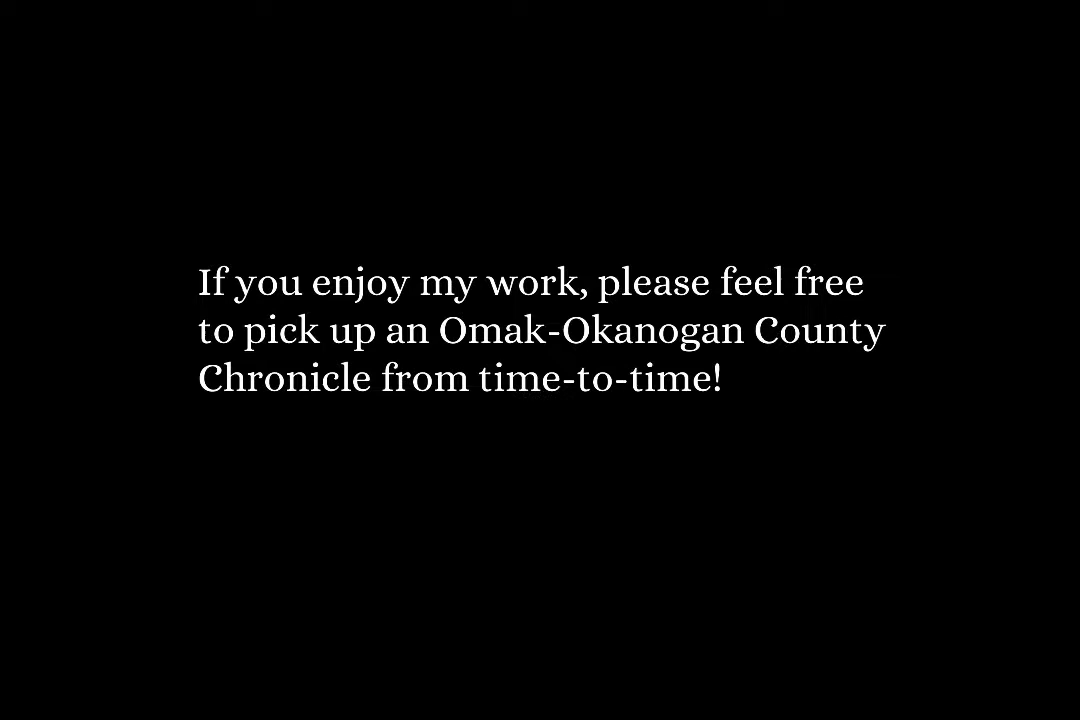 If you enjoy my work, please feel free
to pick up an Omak-Okanogan County
Chronicle from time-to-time!